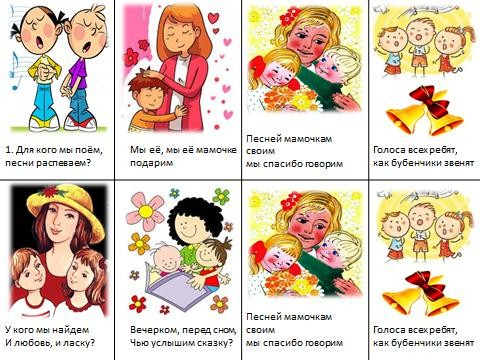 1. Для кого мы поём,
песни распеваем?
Мы её, мы её мамочке
подарим
Песней мамочкам
своим
мы спасибо говорим
Голоса всех ребят,
как бубенчики звенят
У кого мы найдем
И любовь, и ласку?
Вечерком, перед сном,
Чью услышим сказку?
Песней мамочкам
своим
мы спасибо говорим
Голоса всех ребят,
как бубенчики звенят